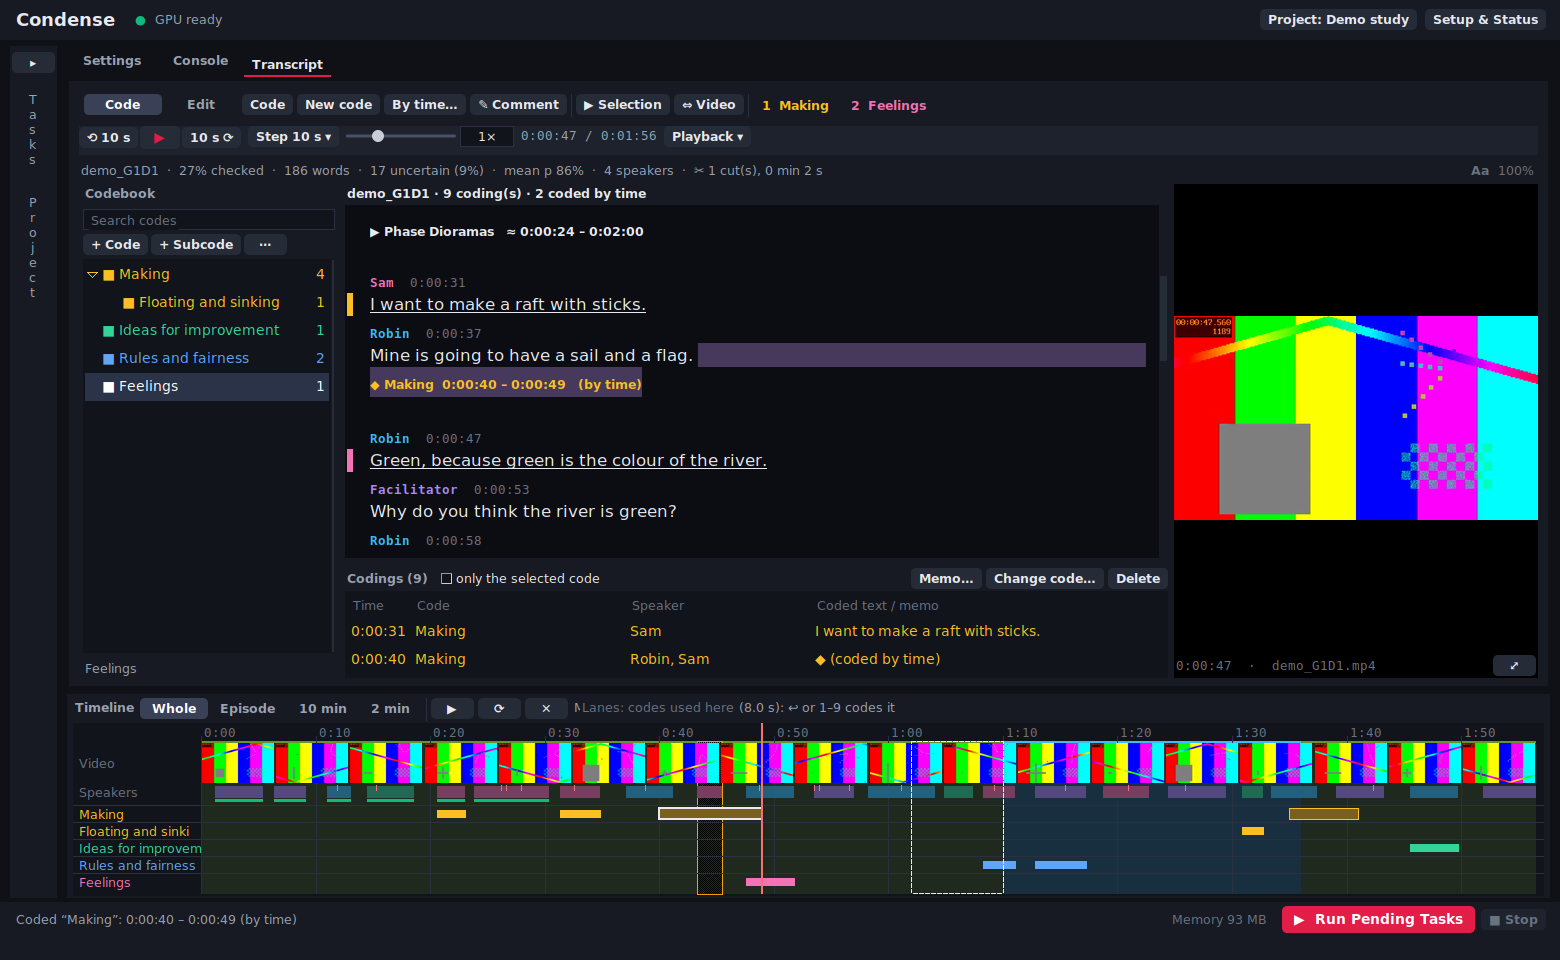 Condense ● GPU ready Project: Demo study Setup & Status
▸ Settings Console Transcript
Tasks
Project
Code Edit Code New code By time… ✎ Comment ▶ Selection ⇔ Video 1 Making 2 Feelings
⟲ 10 s ▶ 10 s ⟳ Step 10 s ▾ 1× 0:00:47 / 0:01:56 Playback ▾
demo_G1D1 · 27% checked · 186 words · 17 uncertain (9%) · mean p 86% · 4 speakers · ✂ 1 cut(s), 0 min 2 s Aa 100%
Codebook
Search codes
+ Code + Subcode ···
Making 4
Floating and sinking 1
Ideas for improvement 1
Rules and fairness 2
Feelings 1
Feelings
demo_G1D1 · 9 coding(s) · 2 coded by time
▶ Phase Dioramas ≈ 0:00:24 – 0:02:00
Sam 0:00:31
I want to make a raft with sticks.
Robin 0:00:37
Mine is going to have a sail and a flag.
◆ Making 0:00:40 – 0:00:49 (by time)
Robin 0:00:47
Green, because green is the colour of the river.
Facilitator 0:00:53
Why do you think the river is green?
Robin 0:00:58
Codings (9) only the selected code Memo… Change code… Delete
Time Code Speaker Coded text / memo
0:00:31 Making Sam I want to make a raft with sticks.
0:00:40 Making Robin, Sam ◆ (coded by time)
00:00:47.560
1189
0:00:47 · demo_G1D1.mp4 ⤢
Timeline Whole Episode 10 min 2 min ▶ ⟳ ✕ Lanes: codes used here (8.0 s): ↩ or 1–9 codes it
0:00 0:10 0:20 0:30 0:40 0:50 1:00 1:10 1:20 1:30 1:40 1:50
Video
Speakers
Making
Floating and sinki
Ideas for improvem
Rules and fairness
Feelings
Coded “Making”: 0:00:40 – 0:00:49 (by time) Memory 93 MB ▶ Run Pending Tasks ■ Stop